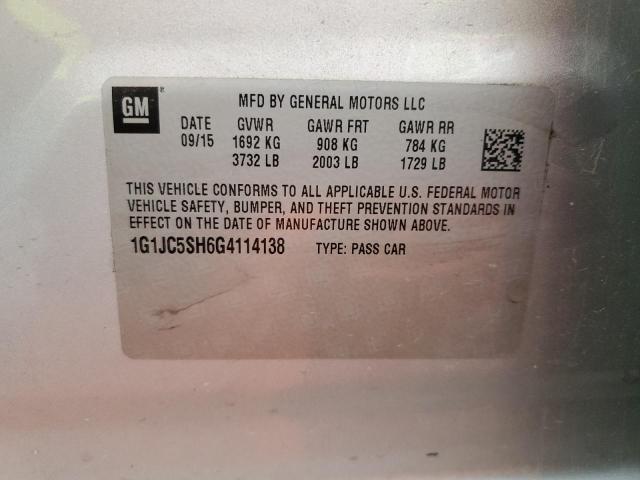 GM ® MFD BY GENERAL MOTORS LLC
DATE GVWR GAWR FRT GAWR RR
09/15 1692 KG 908 KG 784 KG
3732 LB 2003 LB 1729 LB
THIS VEHICLE CONFORMS TO ALL APPLICABLE U.S. FEDERAL MOTOR
VEHICLE SAFETY, BUMPER, AND THEFT PREVENTION STANDARDS IN
EFFECT ON THE DATE OF MANUFACTURE SHOWN ABOVE.
1G1JC5SH6G4114138 TYPE: PASS CAR